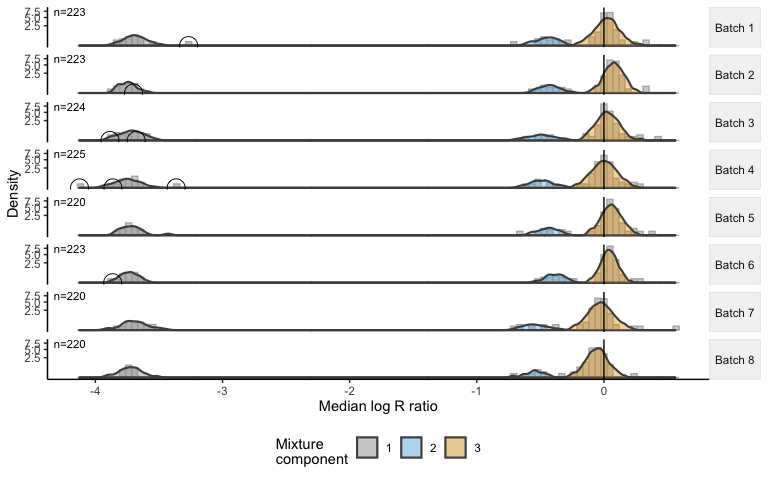 7.5
5.0
2.5
n=223
Batch 1
7.5
5.0
2.5
n=223
Batch 2
7.5
5.0
2.5
n=224
Batch 3
7.5
5.0
2.5
n=225
Batch 4
7.5
5.0
2.5
n=220
Batch 5
7.5
5.0
2.5
n=223
Batch 6
7.5
5.0
2.5
n=220
Batch 7
7.5
5.0
2.5
n=220
Batch 8
Density
-4 -3 -2 -1 0
Median log R ratio
Mixture
component 1 2 3